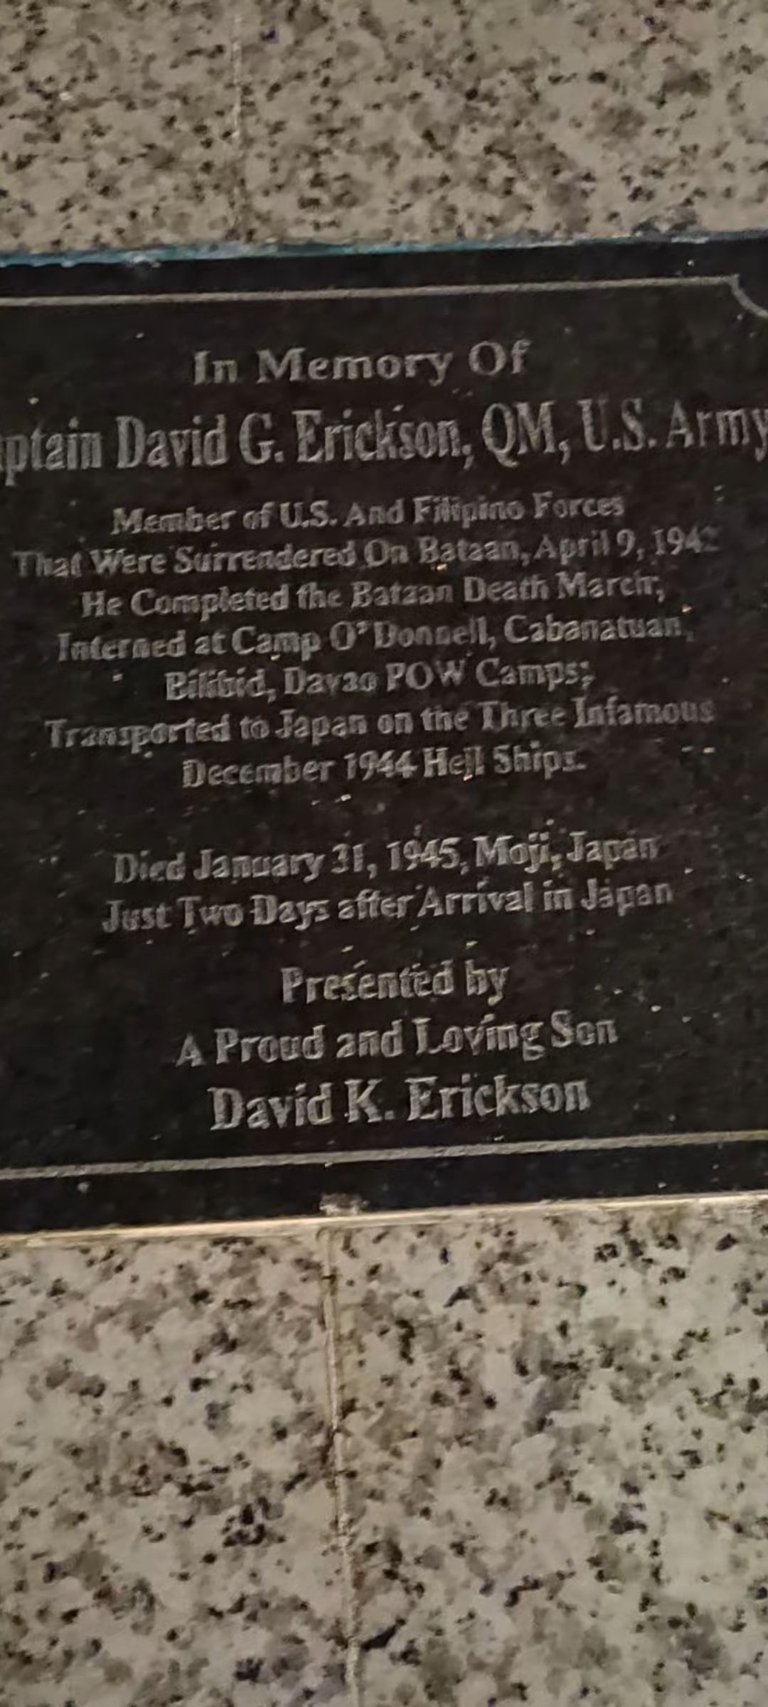 In Memory Of
ptain David G. Erickson, QM, U.S. Army
Member of U.S. And Filipino Forces
That Were Surrendered On Bataan, April 9, 1942
He Completed the Bataan Death March;
Interned at Camp O'Donnell, Cabanatuan,
Bilibid, Davao POW Camps;
Transported to Japan on the Three Infamous
December 1944 Hell Ships.
Died January 31, 1945, Moji, Japan
Just Two Days after Arrival in Japan
Presented by
A Proud and Loving Son
David K. Erickson